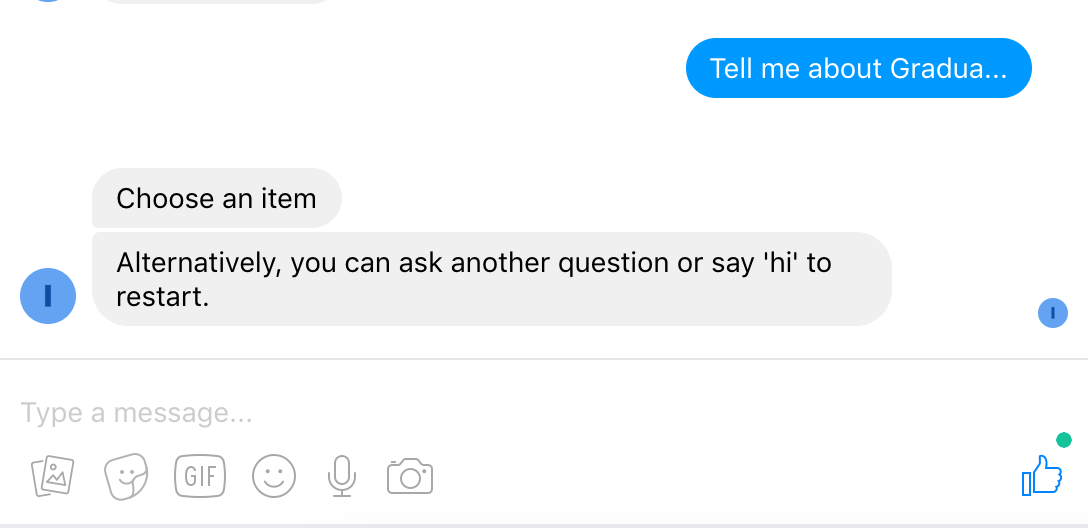 Tell me about Gradua...
Choose an item
Alternatively, you can ask another question or say 'hi' to
restart.
I
I
Type a message...
GIF